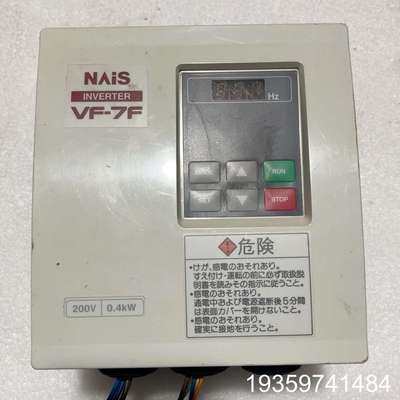 NAiS
INVERTER
VF-7F
Hz
MODE
RUN
SET
STOP
危険
•けが、感電のおそれあり。
すえ付け・運転の前に必ず取扱説
明書を読みその指示に従うこと。
•感電のおそれあり。
通電中および電源遮断後5分間
は表面カバーを開けないこと。
•感電のおそれあり。
確実に接地を行うこと。
200V 0.4kW
19359741484